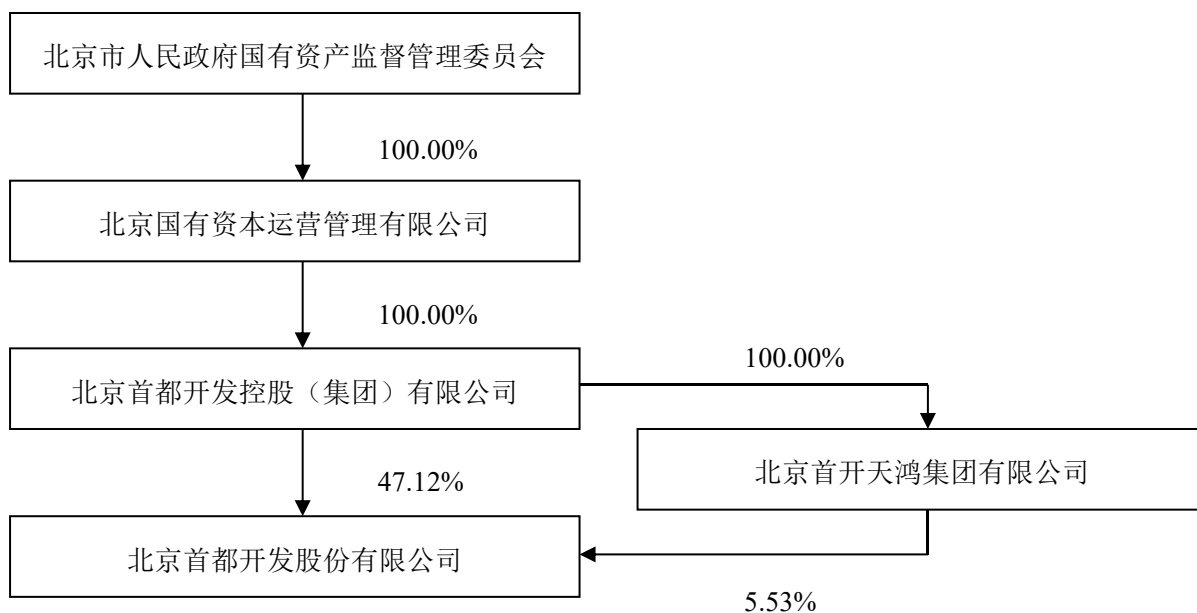 北京市人民政府国有资产监督管理委员会
100.00%
北京国有资本运营管理有限公司
100.00%
100.00%
北京首都开发控股（集团）有限公司
北京首开天鸿集团有限公司
47.12%
北京首都开发股份有限公司
5.53%